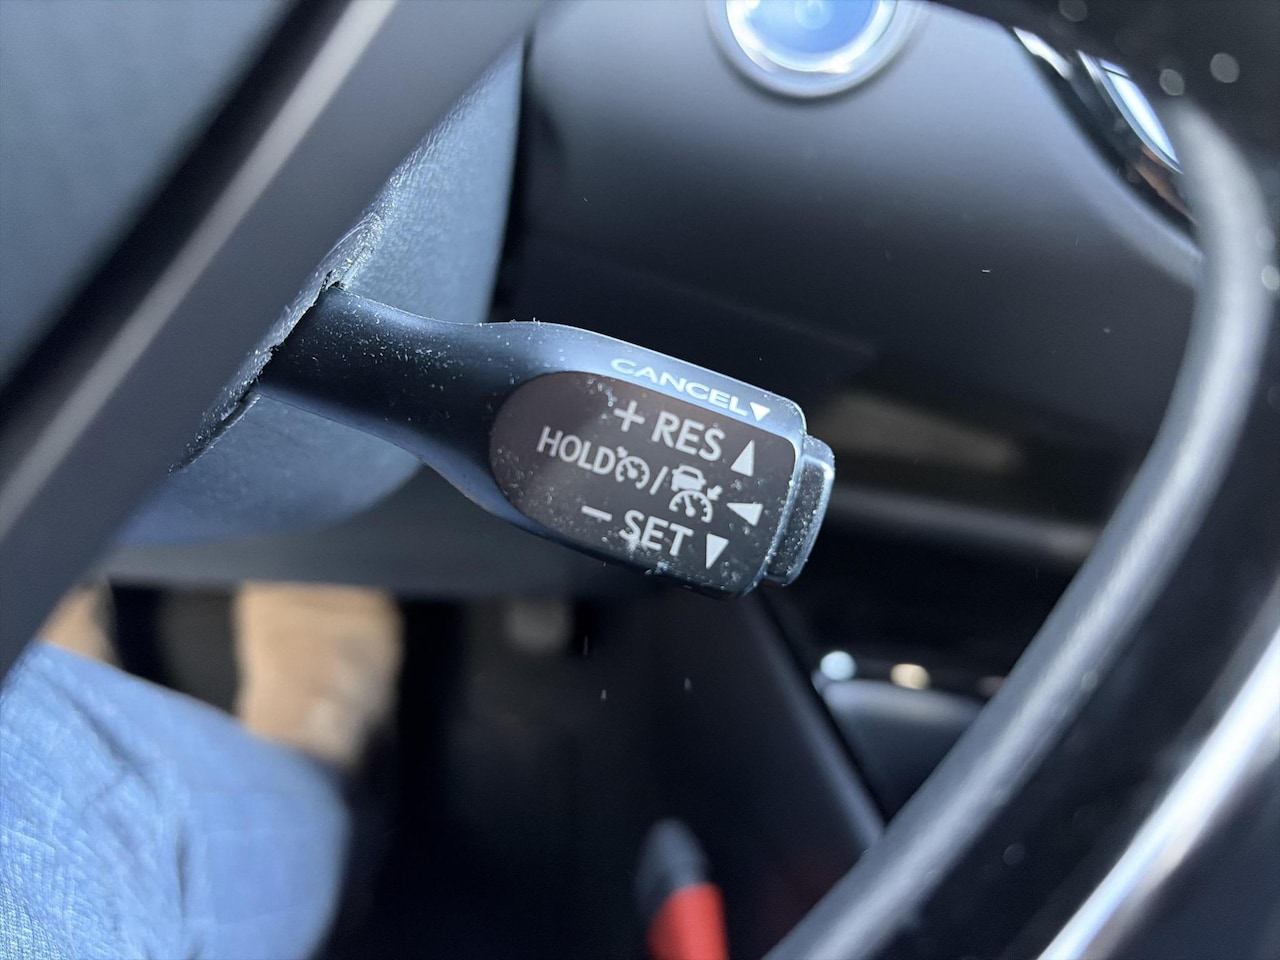 CANCEL▼
+ RES ▲
HOLD / ◀
− SET ▼